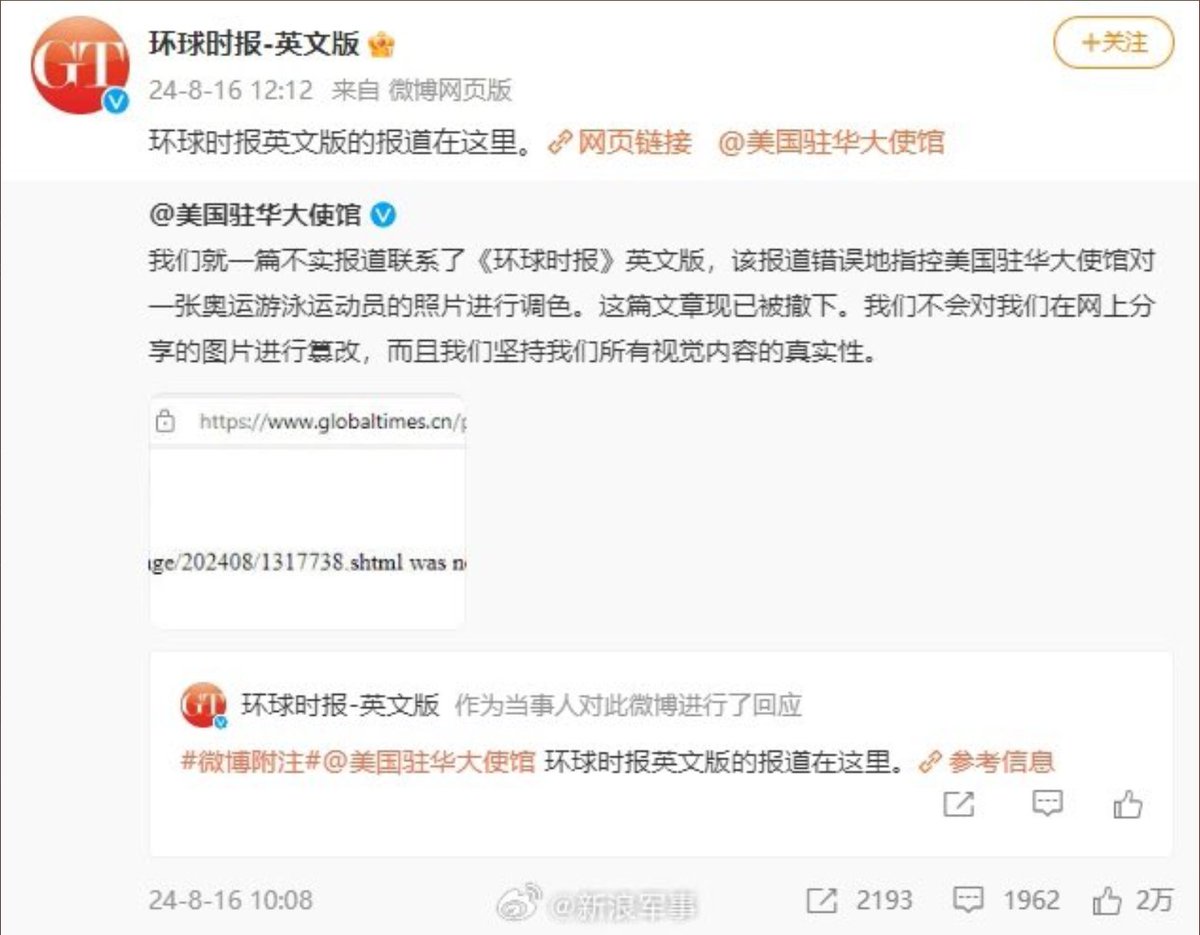 GT
环球时报-英文版
+关注
24-8-16 12:12 来自 微博网页版
环球时报英文版的报道在这里。 网页链接 @美国驻华大使馆
@美国驻华大使馆
我们就一篇不实报道联系了《环球时报》英文版，该报道错误地指控美国驻华大使馆对
一张奥运游泳运动员的照片进行调色。这篇文章现已被撤下。我们不会对我们在网上分
享的图片进行篡改，而且我们坚持我们所有视觉内容的真实性。
https://www.globaltimes.cn/p
ge/202408/1317738.shtml was n
GT
环球时报-英文版 作为当事人对此微博进行了回应
#微博附注#@美国驻华大使馆 环球时报英文版的报道在这里。 参考信息
24-8-16 10:08
@新浪军事
2193
1962
2万